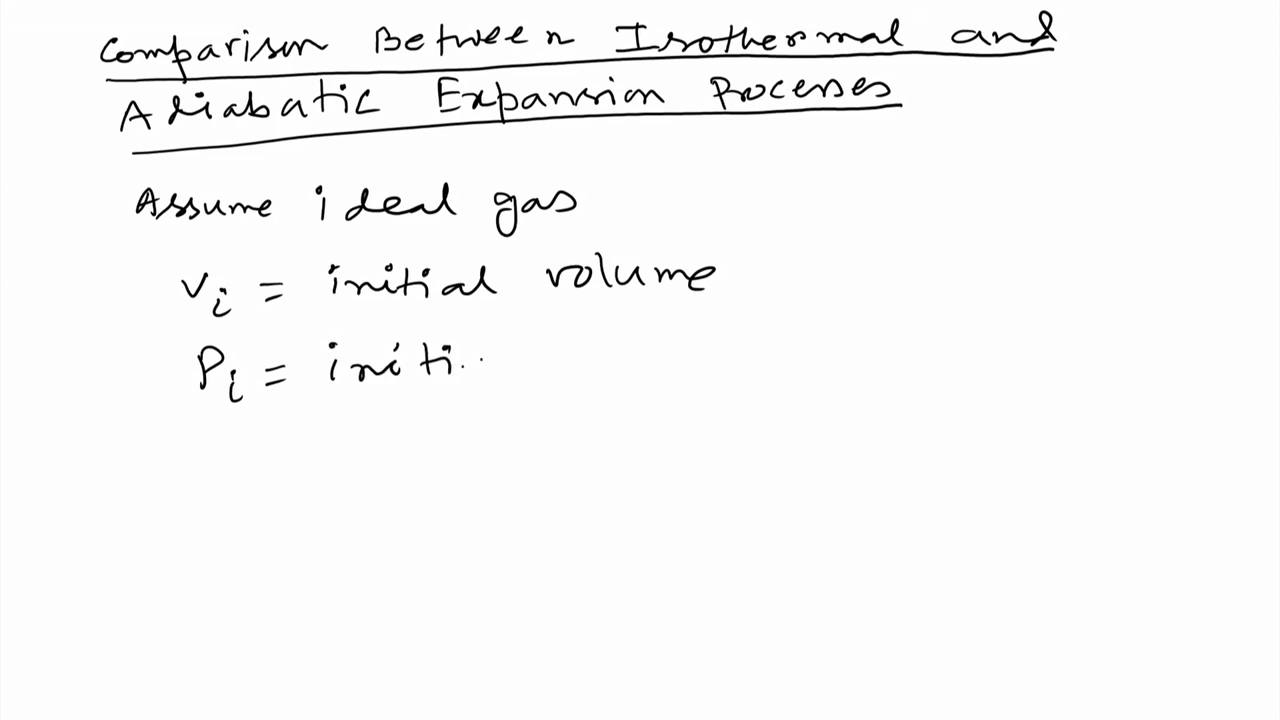 Comparison Between Isothermal and
Adiabatic Expansion Processes
Assume ideal gas
Vi = initial volume
Pi = initi